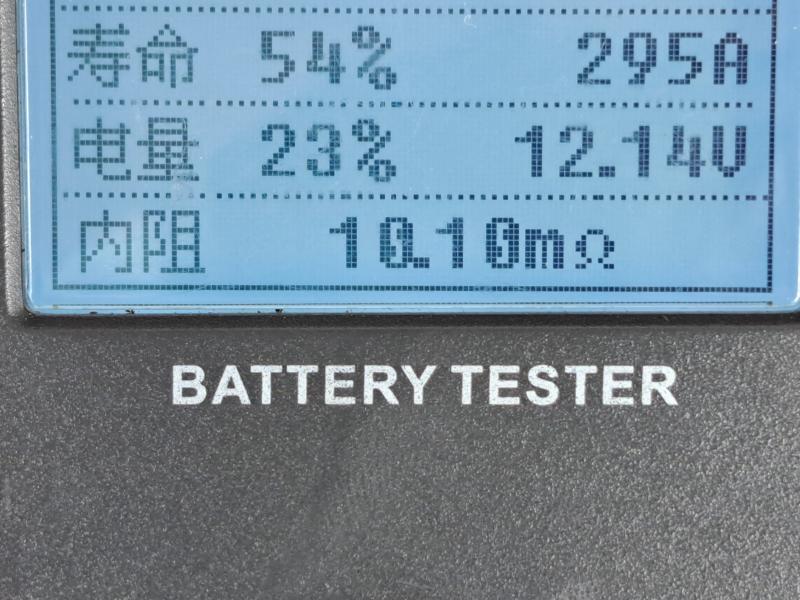 寿命 54% 295A
电量 23% 12.14V
内阻 10.10mΩ
BATTERY TESTER